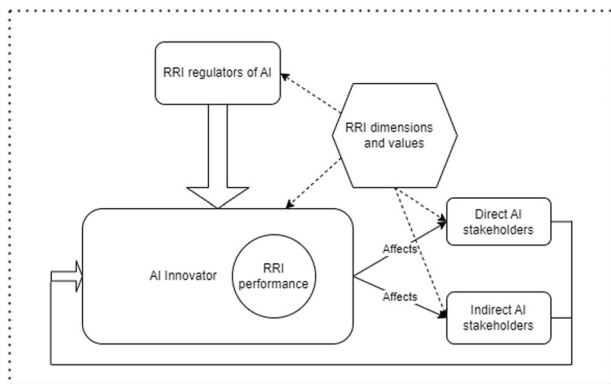 RRI regulators of AI
RRI dimensions
and values
Direct AI
stakeholders
Affects
AI Innovator
RRI
performance
Affects
Indirect AI
stakeholders